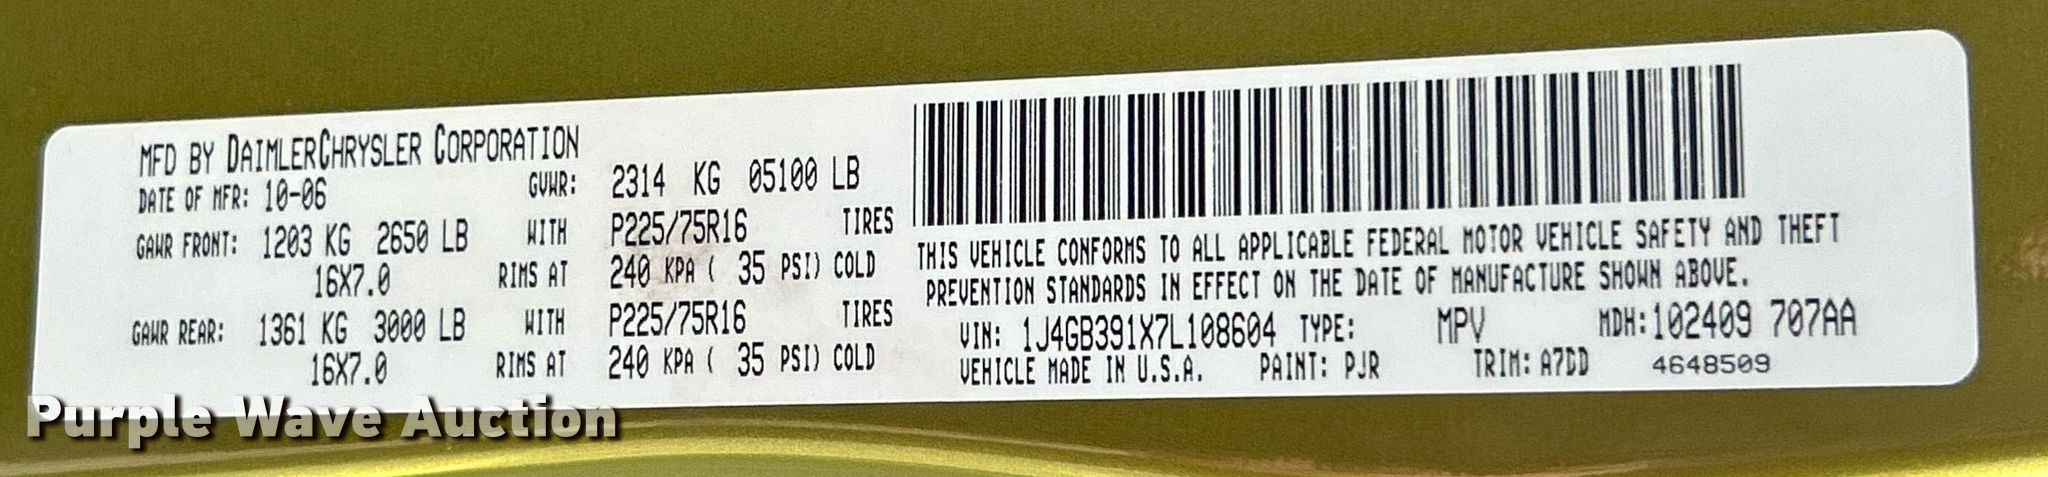 MFD BY DAIMLERCHRYSLER CORPORATION
DATE OF MFR: 10-06 GVWR: 2314 KG 05100 LB
GAWR FRONT: 1203 KG 2650 LB WITH P225/75R16 TIRES
16X7.0 RIMS AT 240 KPA ( 35 PSI) COLD
GAWR REAR: 1361 KG 3000 LB WITH P225/75R16 TIRES
16X7.0 RIMS AT 240 KPA ( 35 PSI) COLD
THIS VEHICLE CONFORMS TO ALL APPLICABLE FEDERAL MOTOR VEHICLE SAFETY AND THEFT
PREVENTION STANDARDS IN EFFECT ON THE DATE OF MANUFACTURE SHOWN ABOVE.
VIN: 1J4GB391X7L108604 TYPE: MPV MDH:102409 707AA
VEHICLE MADE IN U.S.A. PAINT: PJR TRIM: A7DD 4648509
Purple Wave Auction